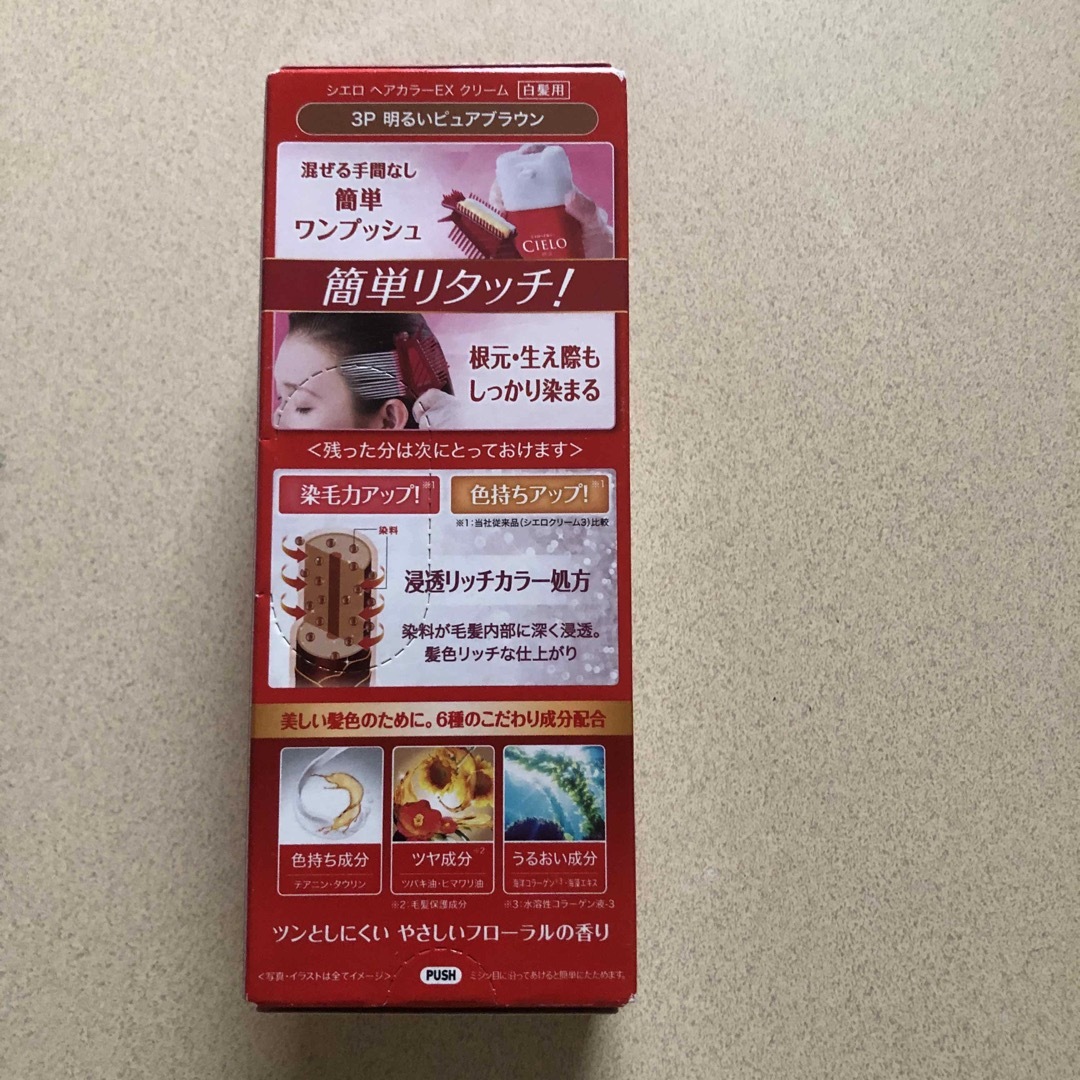 シエロ ヘアカラーEX クリーム 白髪用
3P 明るいピュアブラウン
混ぜる手間なし
簡単
ワンプッシュ
CIELO
簡単リタッチ!
根元・生え際も
しっかり染まる
＜残った分は次にとっておけます＞
染毛力アップ!※1
色持ちアップ!※1
※1:当社従来品(シエロクリーム3)比較
染料
浸透リッチカラー処方
染料が毛髪内部に深く浸透。
髪色リッチな仕上がり
美しい髪色のために。6種のこだわり成分配合
色持ち成分
テアニン・タウリン
ツヤ成分※2
ツバキ油・ヒマワリ油
うるおい成分
海洋コラーゲン※3・海藻エキス
※2:毛髪保護成分
※3:水溶性コラーゲン液-3
ツンとしにくい やさしいフローラルの香り
＜写真・イラストは全てイメージ＞
PUSH
ミシン目に沿ってあけると簡単にたためます。